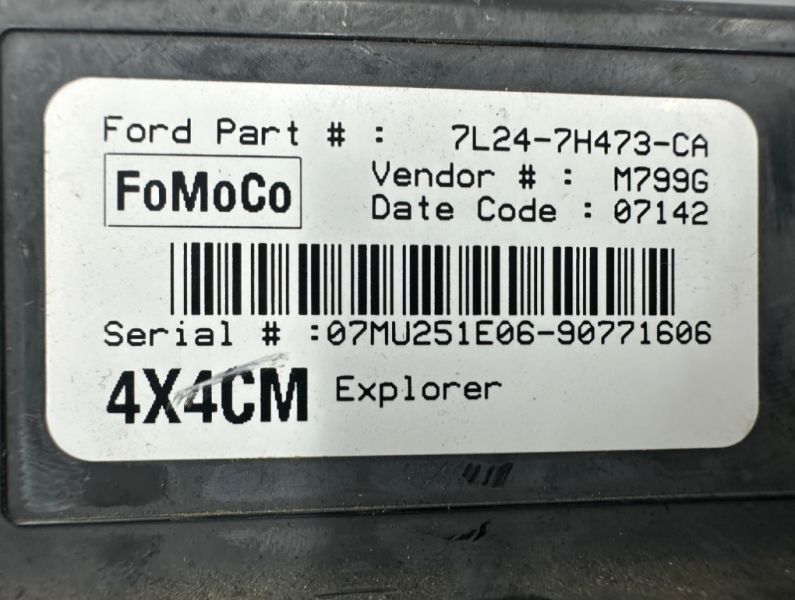 Ford Part # : 7L24-7H473-CA
FoMoCo
Vendor # : M799G
Date Code : 07142
Serial # :07MU251E06-90771606
4X4CM Explorer